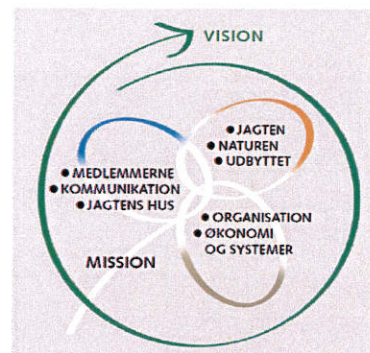 VISION
● JAGTEN
● NATUREN
● UDBYTTET
● MEDLEMMERNE
● KOMMUNIKATION
● JAGTENS HUS
● ORGANISATION
● ØKONOMI
OG SYSTEMER
MISSION